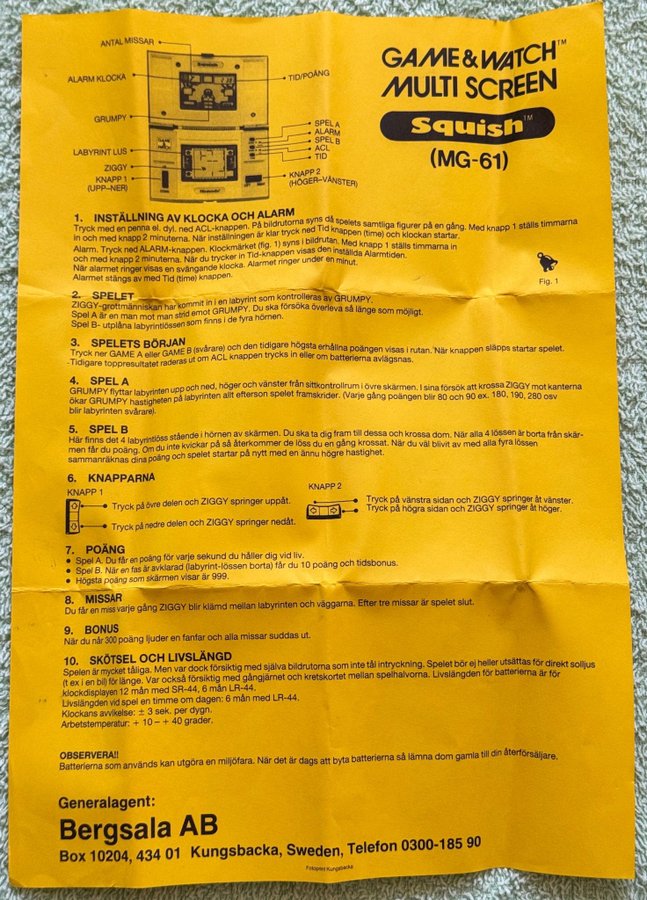 GAME & WATCH™
MULTI SCREEN
Squish™
(MG-61)
ANTAL MISSAR
ALARM KLOCKA
GRUMPY
LABYRINT LUS
ZIGGY
KNAPP 1
(UPP–NER)
TID/POÄNG
SPEL A
ALARM
SPEL B
ACL
TID
KNAPP 2
(HÖGER–VÄNSTER)
Nintendo
Fig. 1
1. INSTÄLLNING AV KLOCKA OCH ALARM
Tryck med en penna el. dyl. ned ACL-knappen. På bildrutorna syns då spelets samtliga figurer på en gång. Med knapp 1 ställs timmarna
in och med knapp 2 minuterna. När inställningen är klar tryck ned Tid knappen (time) och klockan startar.
Alarm. Tryck ned ALARM-knappen. Klockmärket (fig. 1) syns i bildrutan. Med knapp 1 ställs timmarna in
och med knapp 2 minuterna. När du trycker in Tid-knappen visas den inställda Alarmtiden.
När alarmet ringer visas en svängande klocka. Alarmet ringer under en minut.
Alarmet stängs av med Tid (time) knappen.
2. SPELET
ZIGGY-grottmänniskan har kommit in i en labyrint som kontrolleras av GRUMPY.
Spel A är en man mot man strid emot GRUMPY. Du ska försöka överleva så länge som möjligt.
Spel B- utplåna labyrintlössen som finns i de fyra hörnen.
3. SPELETS BÖRJAN
Tryck ner GAME A eller GAME B (svårare) och den tidigare högsta erhållna poängen visas i rutan. När knappen släpps startar spelet.
Tidigare toppresultatet raderas ut om ACL knappen trycks in eller om batterierna avlägsnas.
4. SPEL A
GRUMPY flyttar labyrinten upp och ned, höger och vänster från sitt kontrollrum i övre skärmen. I sina försök att krossa ZIGGY mot kanterna
ökar GRUMPY hastigheten på labyrinten allt eftersom spelet framskrider. (Varje gång poängen blir 80 och 90 ex. 180, 190, 280 osv
blir labyrinten svårare).
5. SPEL B
Här finns det 4 labyrintlöss stående i hörnen av skärmen. Du ska ta dig fram till dessa och krossa dom. När alla 4 lössen är borta från skär-
men får du poäng. Om du inte kvickar på så återkommer de löss du en gång krossat. När du väl blivit av med alla fyra lössen
sammanräknas dina poäng och spelet startar på nytt med en ännu högre hastighet.
6. KNAPPARNA
KNAPP 1
Tryck på övre delen och ZIGGY springer uppåt.
Tryck på nedre delen och ZIGGY springer nedåt.
KNAPP 2
Tryck på vänstra sidan och ZIGGY springer åt vänster.
Tryck på högra sidan och ZIGGY springer åt höger.
7. POÄNG
• Spel A. Du får en poäng för varje sekund du håller dig vid liv.
• Spel B. När en fas är avklarad (labyrint-lössen borta) får du 10 poäng och tidsbonus.
• Högsta poäng som skärmen visar är 999.
8. MISSAR
Du får en miss varje gång ZIGGY blir klämd mellan labyrinten och väggarna. Efter tre missar är spelet slut.
9. BONUS
När du når 300 poäng ljuder en fanfar och alla missar suddas ut.
10. SKÖTSEL OCH LIVSLÄNGD
Spelen är mycket tåliga. Men var dock försiktig med själva bildrutorna som inte tål intryckning. Spelet bör ej heller utsättas för direkt solljus
(t ex i en bil) för länge. Var också försiktig med gångjärnet och kretskortet mellan spelhalvorna. Livslängden för batterierna är för
klockdisplayen 12 mån med SR-44, 6 mån LR-44.
Livslängden vid spel en timme om dagen: 6 mån med LR-44.
Klockans avvikelse: ± 3 sek. per dygn.
Arbetstemperatur: + 10 – + 40 grader.
OBSERVERA!!
Batterierna som används kan utgöra en miljöfara. När det är dags att byta batterierna så lämna dom gamla till din återförsäljare.
Generalagent:
Bergsala AB
Box 10204, 434 01 Kungsbacka, Sweden, Telefon 0300-185 90
Fotoprint Kungsbacka